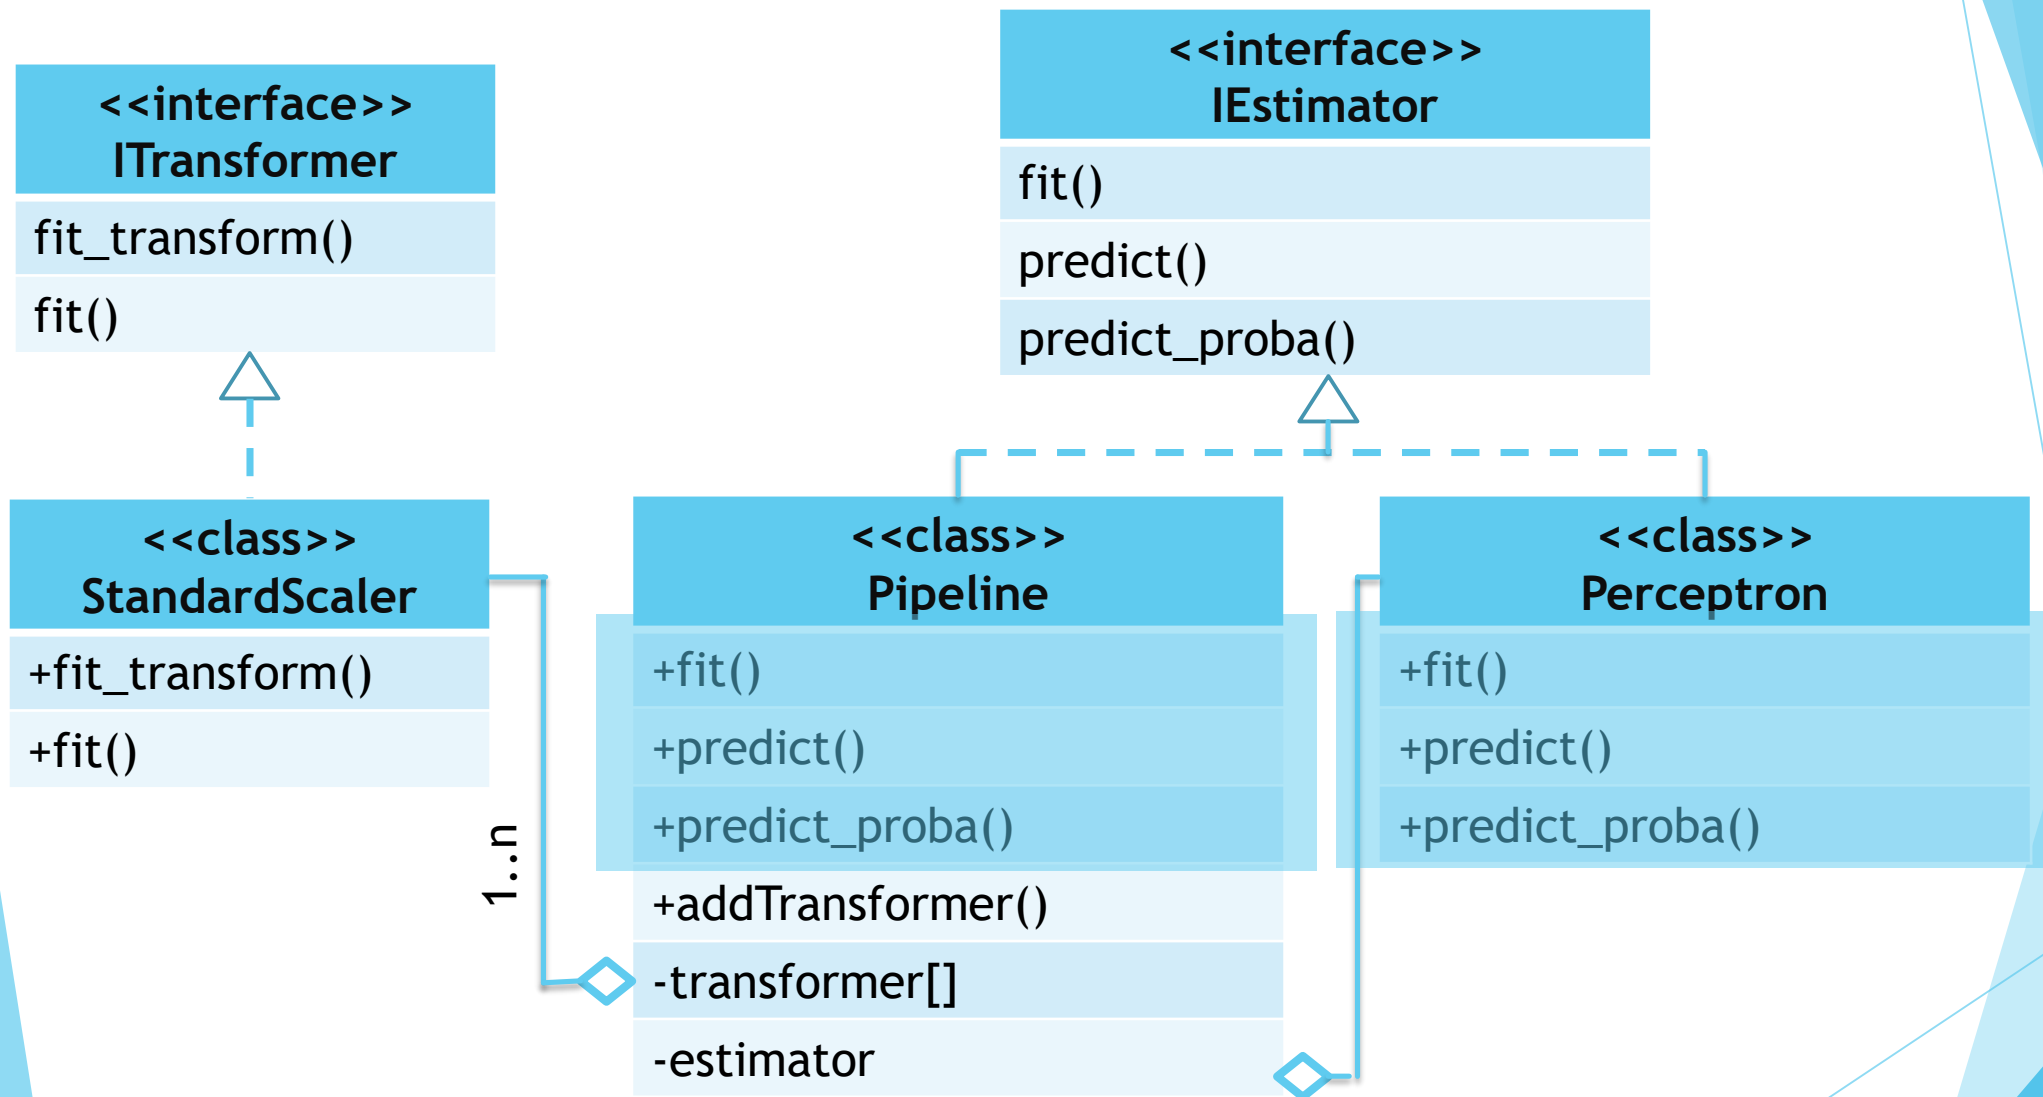 <<interface>>
ITransformer
fit_transform()
fit()
<<interface>>
IEstimator
fit()
predict()
predict_proba()
<<class>>
StandardScaler
+fit_transform()
+fit()
1..n
<<class>>
Pipeline
+fit()
+predict()
+predict_proba()
+addTransformer()
-transformer[]
-estimator
<<class>>
Perceptron
+fit()
+predict()
+predict_proba()